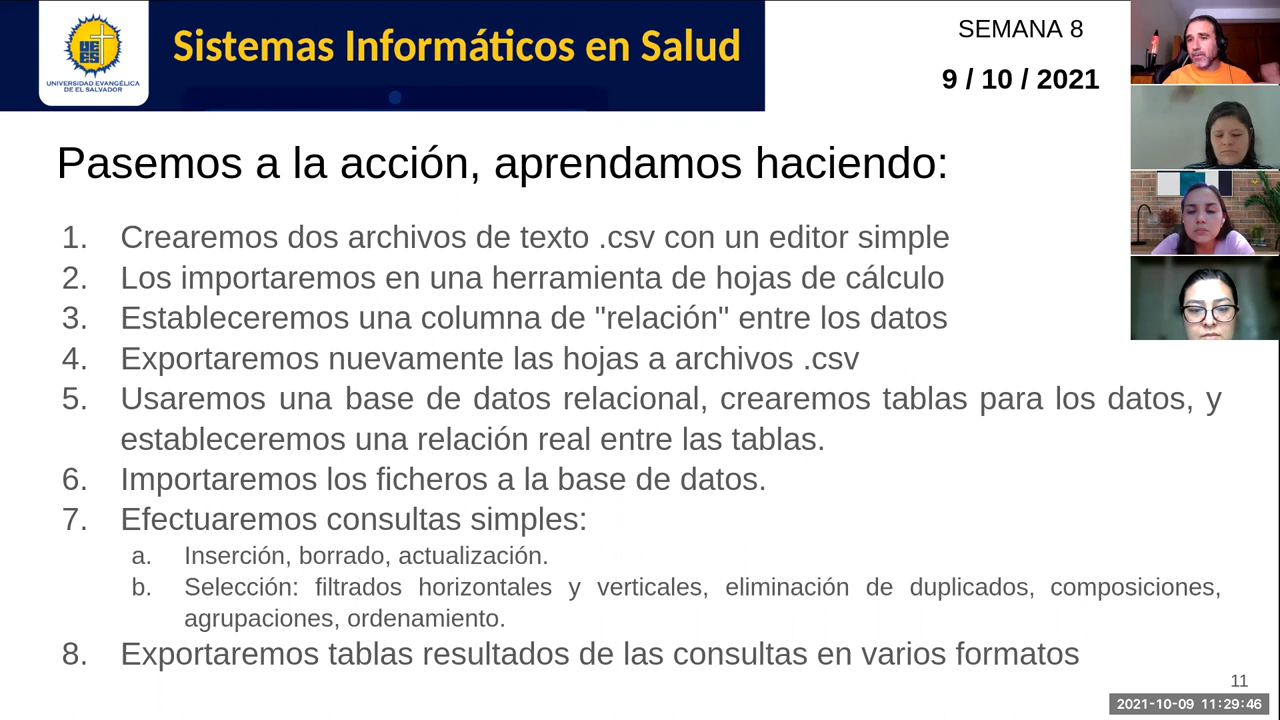 UNIVERSIDAD EVANGÉLICA
DE EL SALVADOR
Sistemas Informáticos en Salud
SEMANA 8
9 / 10 / 2021
Pasemos a la acción, aprendamos haciendo:
1. Crearemos dos archivos de texto .csv con un editor simple
2. Los importaremos en una herramienta de hojas de cálculo
3. Estableceremos una columna de "relación" entre los datos
4. Exportaremos nuevamente las hojas a archivos .csv
5. Usaremos una base de datos relacional, crearemos tablas para los datos, y
estableceremos una relación real entre las tablas.
6. Importaremos los ficheros a la base de datos.
7. Efectuaremos consultas simples:
a. Inserción, borrado, actualización.
b. Selección: filtrados horizontales y verticales, eliminación de duplicados, composiciones,
agrupaciones, ordenamiento.
8. Exportaremos tablas resultados de las consultas en varios formatos
11
2021-10-09 11:29:46